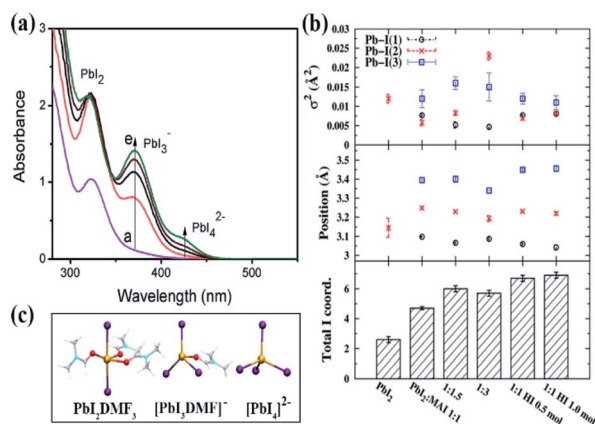 (a)
3
2
1
0
Absorbance
PbI₂
e
PbI₃⁻
a
PbI₄²⁻
300
400
500
Wavelength (nm)
(b)
Pb-I(1)
Pb-I(2)
Pb-I(3)
σ² (Å²)
0.03
0.025
0.02
0.015
0.01
0.005
0
Position (Å)
3.5
3.4
3.3
3.2
3.1
3
Total I coord.
6
4
2
0
PbI₂
PbI₂:MAI 1:1
1:1.5
1:3
1:1 HI 0.5 mol
1:1 HI 1.0 mol
(c)
PbI₂DMF₃
[PbI₃DMF]⁻
[PbI₄]²⁻